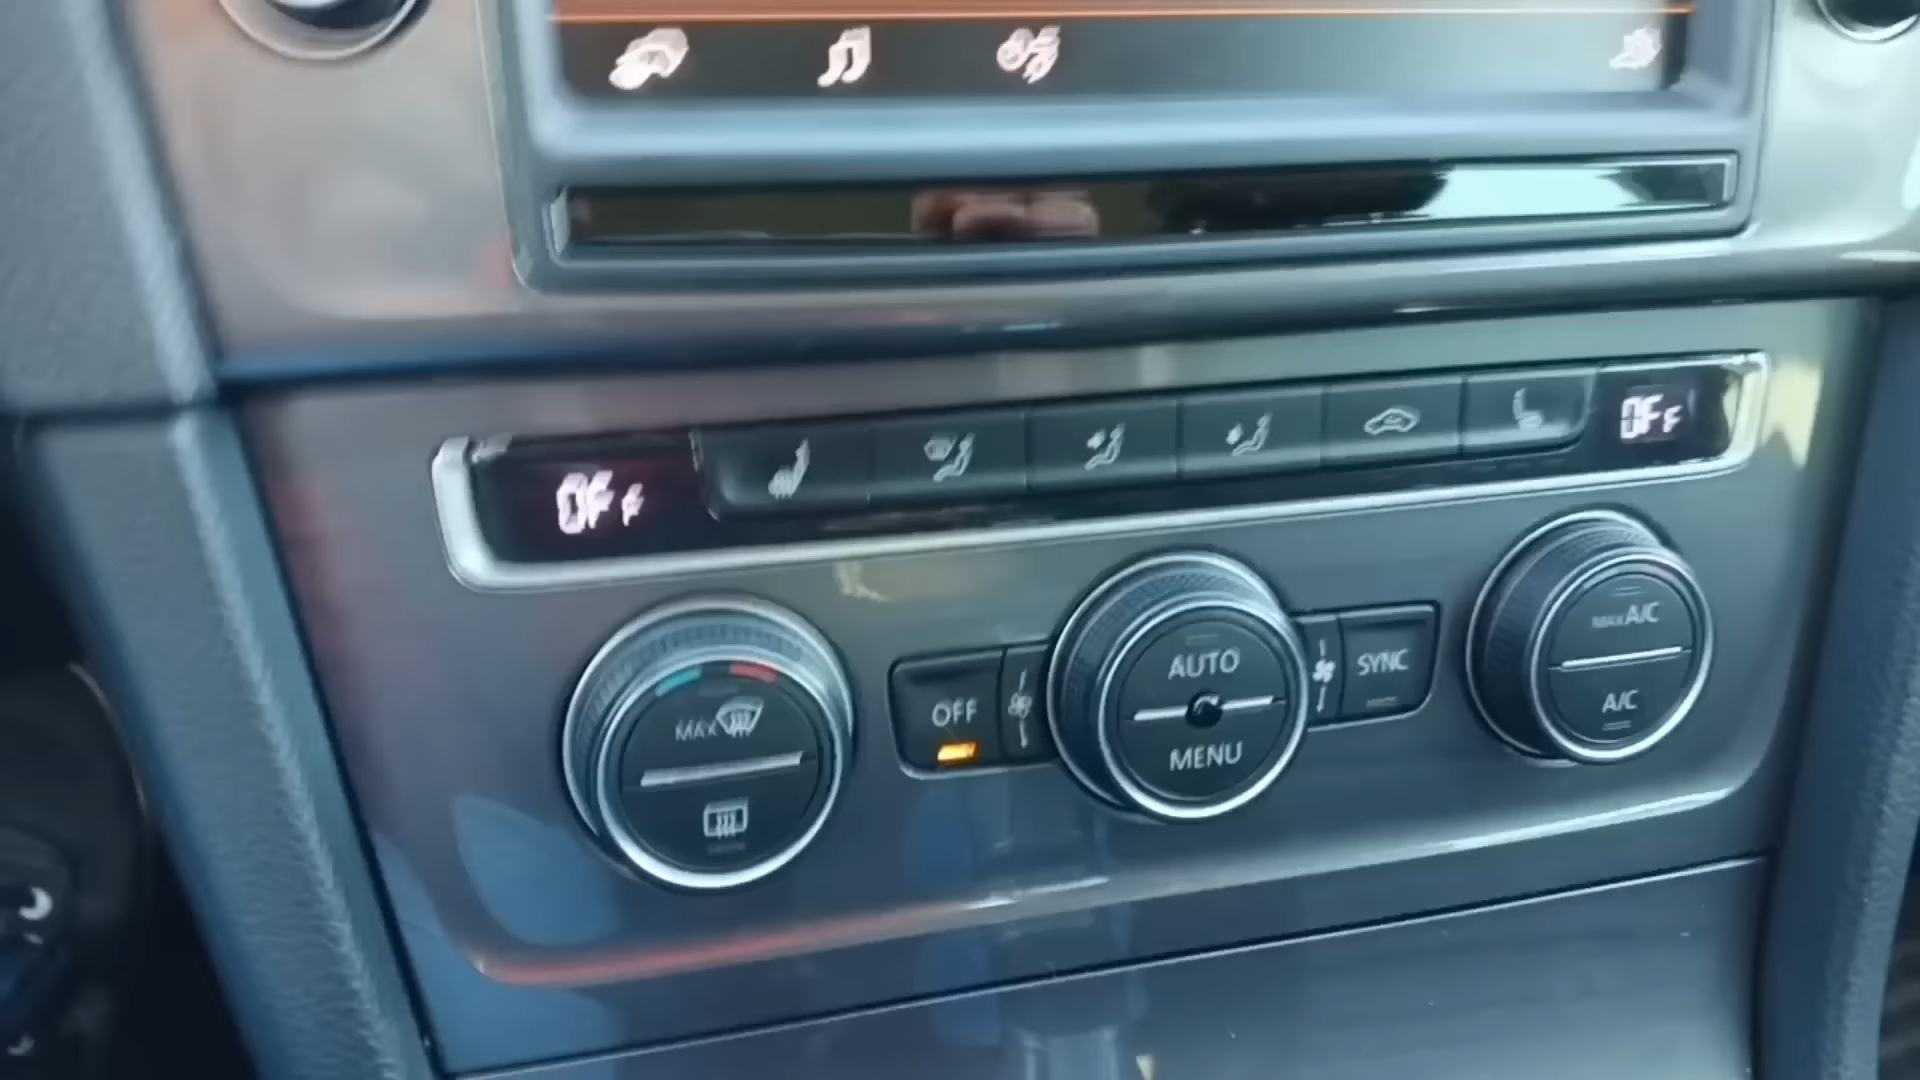 OFF
OFF
MAX
OFF
AUTO
MENU
SYNC
MAX A/C
A/C